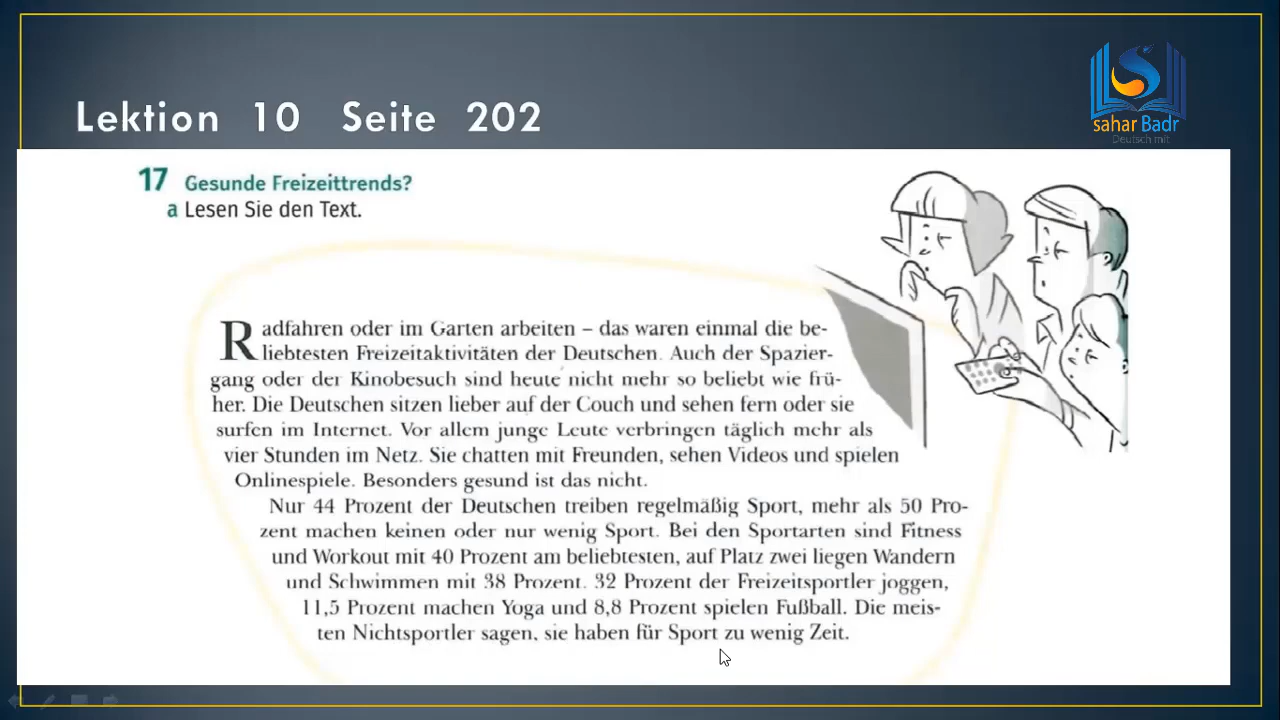 Lektion 10 Seite 202
sahar Badr
Deutsch mit
17 Gesunde Freizeittrends?
a Lesen Sie den Text.
Radfahren oder im Garten arbeiten – das waren einmal die be-
liebtesten Freizeitaktivitäten der Deutschen. Auch der Spazier-
gang oder der Kinobesuch sind heute nicht mehr so beliebt wie frü-
her. Die Deutschen sitzen lieber auf der Couch und sehen fern oder sie
surfen im Internet. Vor allem junge Leute verbringen täglich mehr als
vier Stunden im Netz. Sie chatten mit Freunden, sehen Videos und spielen
Onlinespiele. Besonders gesund ist das nicht.
Nur 44 Prozent der Deutschen treiben regelmäßig Sport, mehr als 50 Pro-
zent machen keinen oder nur wenig Sport. Bei den Sportarten sind Fitness
und Workout mit 40 Prozent am beliebtesten, auf Platz zwei liegen Wandern
und Schwimmen mit 38 Prozent. 32 Prozent der Freizeitsportler joggen,
11,5 Prozent machen Yoga und 8,8 Prozent spielen Fußball. Die meis-
ten Nichtsportler sagen, sie haben für Sport zu wenig Zeit.